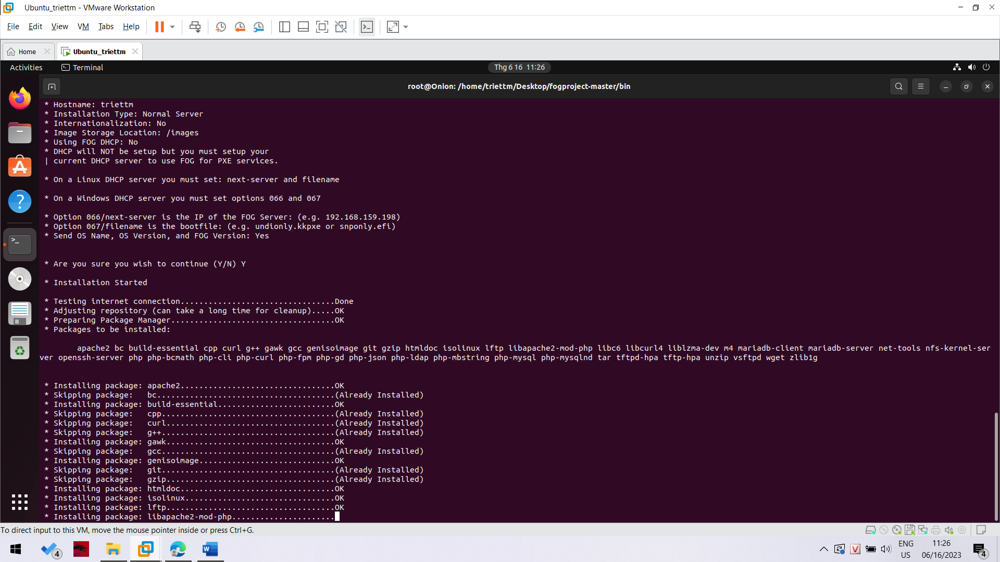 Ubuntu_triettm - VMware Workstation
File Edit View VM Tabs Help
Home
Ubuntu_triettm
Activities
Terminal
Thg 6 16 11:26
root@Onion: /home/triettm/Desktop/fogproject-master/bin
* Hostname: triettm
* Installation Type: Normal Server
* Internationalization: No
* Image Storage Location: /images
* Using FOG DHCP: No
* DHCP will NOT be setup but you must setup your
| current DHCP server to use FOG for PXE services.
* On a Linux DHCP server you must set: next-server and filename
* On a Windows DHCP server you must set options 066 and 067
* Option 066/next-server is the IP of the FOG Server: (e.g. 192.168.159.198)
* Option 067/filename is the bootfile: (e.g. undionly.kkpxe or snponly.efi)
* Send OS Name, OS Version, and FOG Version: Yes
* Are you sure you wish to continue (Y/N) Y
* Installation Started
* Testing internet connection.................................Done
* Adjusting repository (can take a long time for cleanup).....OK
* Preparing Package Manager...................................OK
* Packages to be installed:
apache2 bc build-essential cpp curl g++ gawk gcc genisoimage git gzip htmldoc isolinux lftp libapache2-mod-php libc6 libcurl4 liblzma-dev m4 mariadb-client mariadb-server net-tools nfs-kernel-ser
ver openssh-server php php-bcmath php-cli php-curl php-fpm php-gd php-json php-ldap php-mbstring php-mysql php-mysqlnd tar tftpd-hpa tftp-hpa unzip vsftpd wget zlib1g
* Installing package: apache2.................................OK
* Skipping package:   bc......................................(Already Installed)
* Installing package: build-essential.........................OK
* Skipping package:   cpp.....................................(Already Installed)
* Skipping package:   curl....................................(Already Installed)
* Skipping package:   g++.....................................(Already Installed)
* Installing package: gawk....................................OK
* Skipping package:   gcc.....................................(Already Installed)
* Installing package: genisoimage.............................OK
* Skipping package:   git.....................................(Already Installed)
* Skipping package:   gzip....................................(Already Installed)
* Installing package: htmldoc.................................OK
* Installing package: isolinux................................OK
* Installing package: lftp....................................OK
* Installing package: libapache2-mod-php......................
To direct input to this VM, move the mouse pointer inside or press Ctrl+G.
4
W
V
ENG
US
11:26
06/16/2023
4